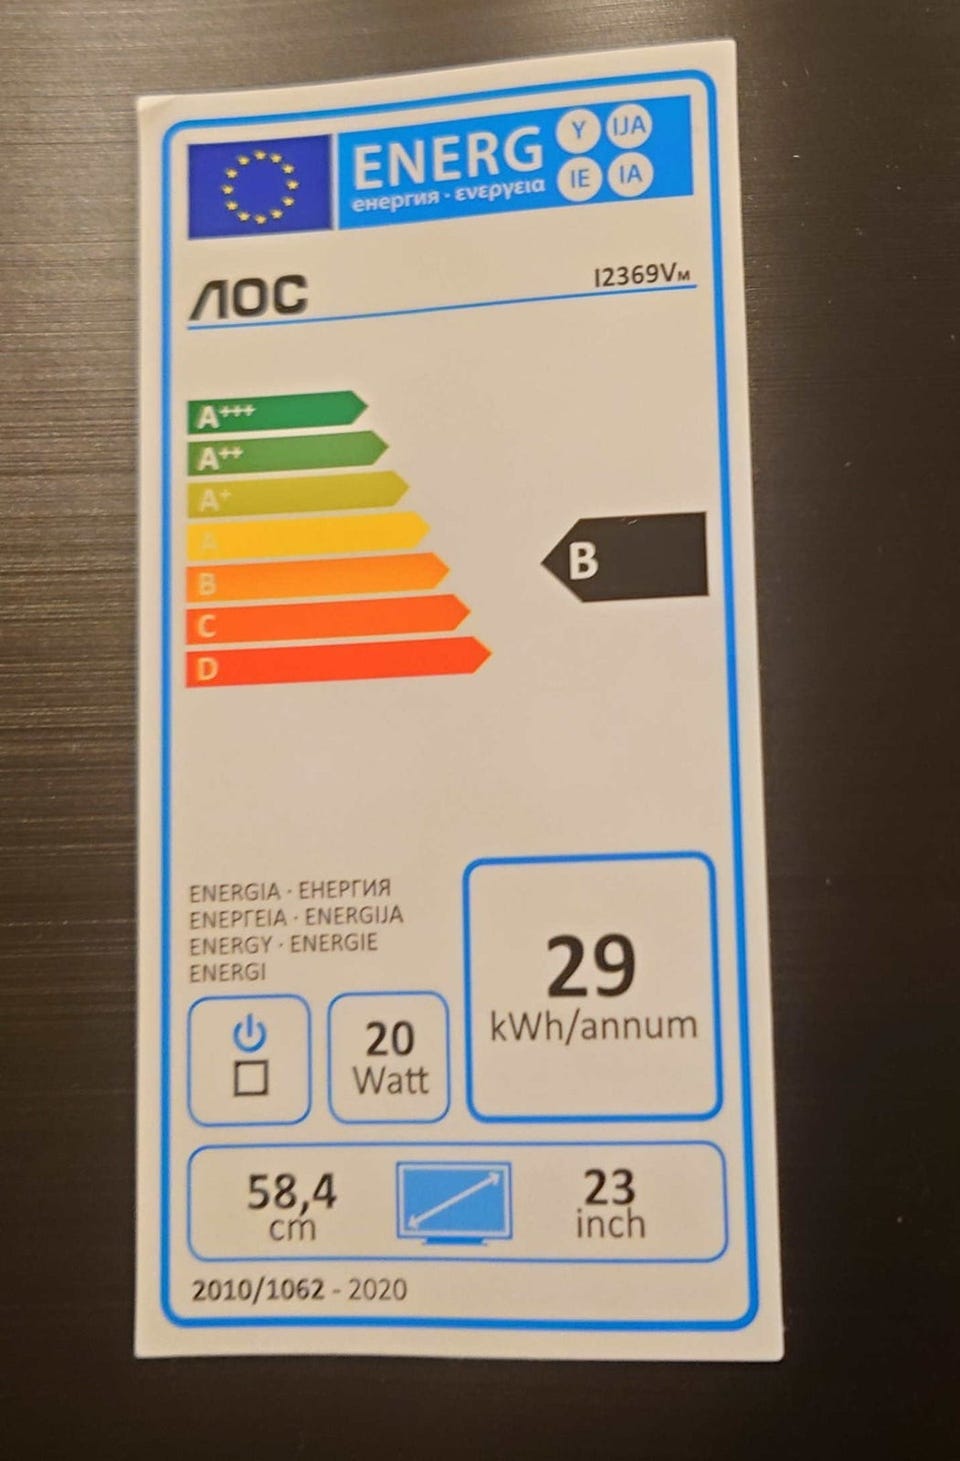 ENERG Y IJA
енергия · ενεργεια IE IA
AOC
I2369VM
A+++
A++
A+
A
B
B
C
D
ENERGIA · ЕНЕРГИЯ
ΕΝΕΡΓΕΙΑ · ENERGIJA
ENERGY · ENERGIE
ENERGI
20
Watt
29
kWh/annum
58,4
cm
23
inch
2010/1062 - 2020